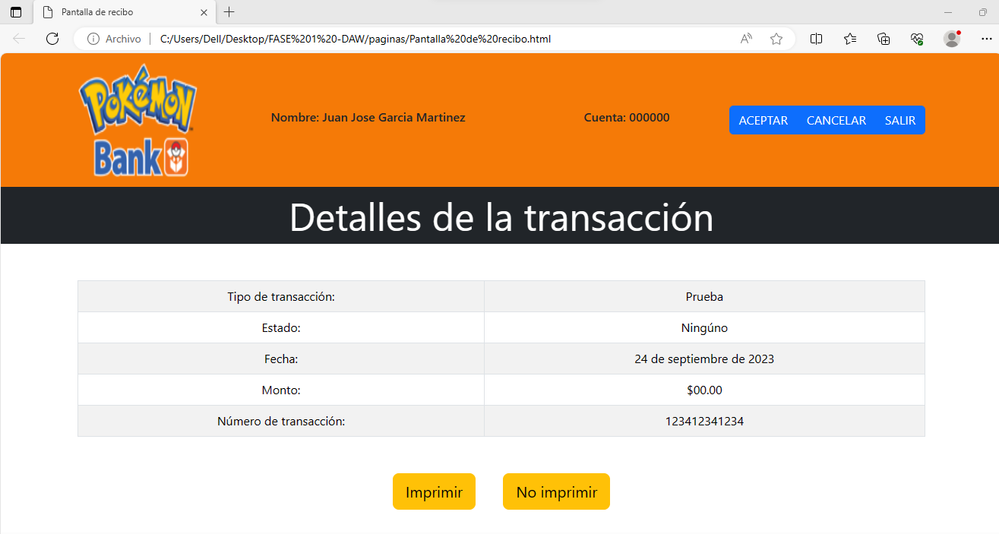 Pantalla de recibo
Archivo
C:/Users/Dell/Desktop/FASE%201%20-DAW/paginas/Pantalla%20de%20recibo.html
POKéMON
Bank
Nombre: Juan Jose Garcia Martinez
Cuenta: 000000
ACEPTAR
CANCELAR
SALIR
Detalles de la transacción
Tipo de transacción: Prueba
Estado: Ningúno
Fecha: 24 de septiembre de 2023
Monto: $00.00
Número de transacción: 123412341234
Imprimir
No imprimir